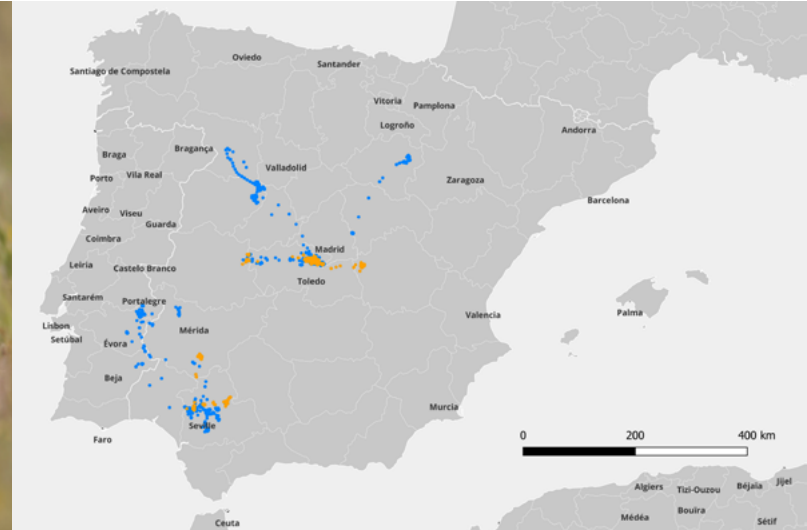 Oviedo
Santander
Santiago de Compostela
Vitoria
Pamplona
Logroño
Andorra
Braga
Bragança
Valladolid
Porto
Vila Real
Zaragoza
Barcelona
Aveiro
Viseu
Guarda
Coimbra
Madrid
Leiria
Castelo Branco
Toledo
Santarém
Portalegre
Palma
Valencia
Lisbon
Mérida
Setúbal
Évora
Beja
Murcia
Seville
Faro
0
200
400 km
Algiers
Tizi-Ouzou
Béjaïa
Jijel
Bouira
Médéa
Sétif
Ceuta